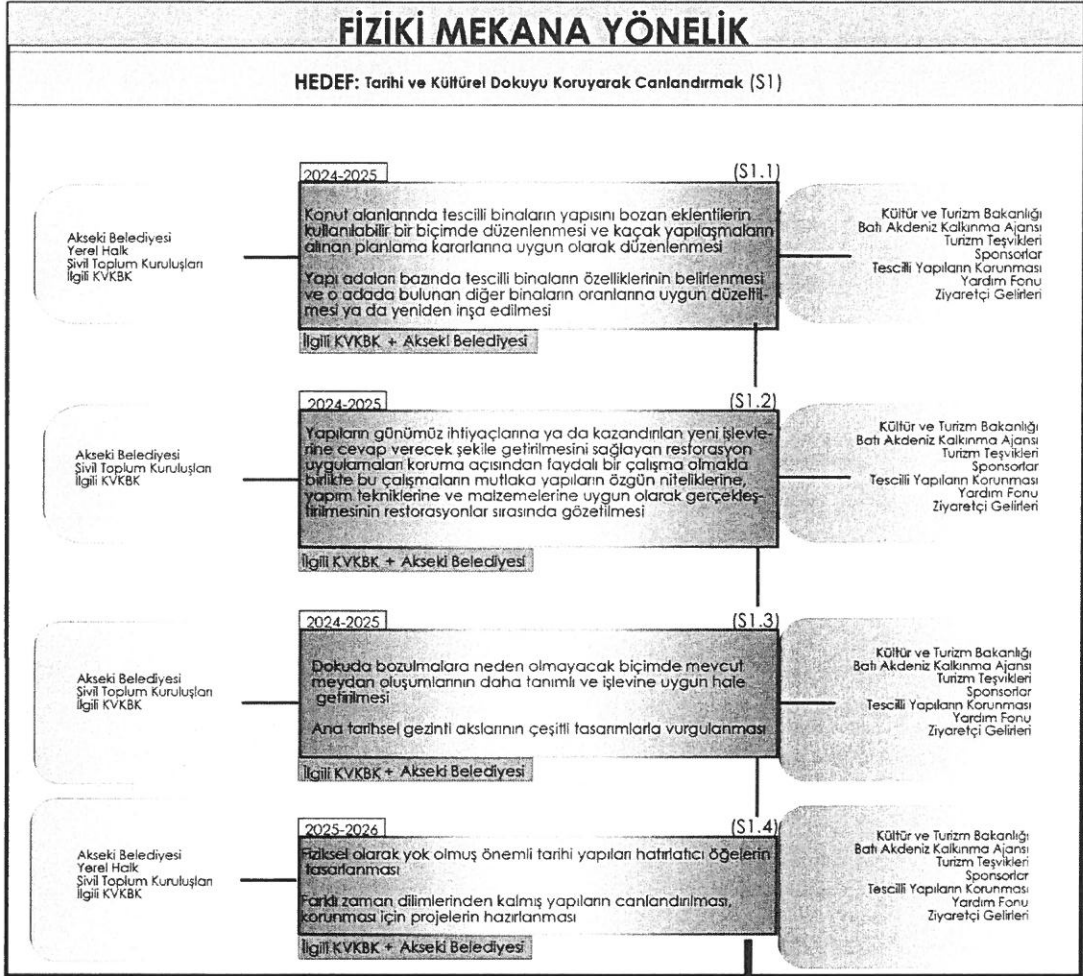 FİZİKİ MEKANA YÖNELİK
HEDEF: Tarihi ve Kültürel Dokuyu Koruyarak Canlandırmak (S1)
2024-2025
(S1.1)
Akseki Belediyesi
Yerel Halk
Sivil Toplum Kuruluşları
İlgili KVKBK
Konut alanlarında tescilli binaların yapısını bozan eklentilerin
kullanılabilir bir biçimde düzenlenmesi ve kaçak yapılaşmaların
alınan planlama kararlarına uygun olarak düzenlenmesi
Yapı adaları bazında tescilli binaların özelliklerinin belirlenmesi
ve o adada bulunan diğer binaların oranlarına uygun düzeltil-
mesi ya da yeniden inşa edilmesi
İlgili KVKBK + Akseki Belediyesi
Kültür ve Turizm Bakanlığı
Batı Akdeniz Kalkınma Ajansı
Turizm Teşvikleri
Sponsorlar
Tescilli Yapıların Korunması
Yardım Fonu
Ziyaretçi Gelirleri
2024-2025
(S1.2)
Akseki Belediyesi
Sivil Toplum Kuruluşları
İlgili KVKBK
Yapıların günümüz ihtiyaçlarına ya da kazandırılan yeni işlevle-
rine cevap verecek şekile getirilmesini sağlayan restorasyon
uygulamaları koruma açısından faydalı bir çalışma olmakla
birlikte bu çalışmaların mutlaka yapıların özgün niteliklerine,
yapım tekniklerine ve malzemelerine uygun olarak gerçekleş-
tirilmesinin restorasyonlar sırasında gözetilmesi
İlgili KVKBK + Akseki Belediyesi
Kültür ve Turizm Bakanlığı
Batı Akdeniz Kalkınma Ajansı
Turizm Teşvikleri
Sponsorlar
Tescilli Yapıların Korunması
Yardım Fonu
Ziyaretçi Gelirleri
2024-2025
(S1.3)
Akseki Belediyesi
Sivil Toplum Kuruluşları
İlgili KVKBK
Dokuda bozulmalara neden olmayacak biçimde mevcut
meydan oluşumlarının daha tanımlı ve işlevine uygun hale
getirilmesi
Ana tarihsel gezinti akslarının çeşitli tasarımlarla vurgulanması
İlgili KVKBK + Akseki Belediyesi
Kültür ve Turizm Bakanlığı
Batı Akdeniz Kalkınma Ajansı
Turizm Teşvikleri
Sponsorlar
Tescilli Yapıların Korunması
Yardım Fonu
Ziyaretçi Gelirleri
2025-2026
(S1.4)
Akseki Belediyesi
Yerel Halk
Sivil Toplum Kuruluşları
İlgili KVKBK
Fiziksel olarak yok olmuş önemli tarihi yapıları hatırlatıcı öğelerin
tasarlanması
Farklı zaman dilimlerinden kalmış yapıların canlandırılması,
korunması için projelerin hazırlanması
İlgili KVKBK + Akseki Belediyesi
Kültür ve Turizm Bakanlığı
Batı Akdeniz Kalkınma Ajansı
Turizm Teşvikleri
Sponsorlar
Tescilli Yapıların Korunması
Yardım Fonu
Ziyaretçi Gelirleri